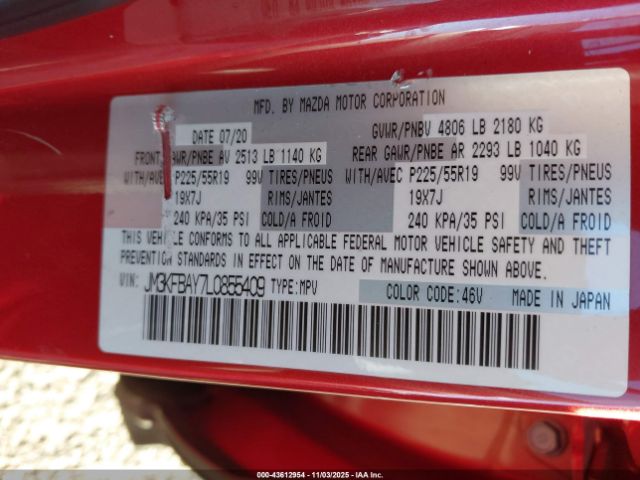 MFD. BY MAZDA MOTOR CORPORATION
DATE 07/20 GVWR/PNBV 4806 LB 2180 KG
FRONT GAWR/PNBE AV 2513 LB 1140 KG REAR GAWR/PNBE AR 2293 LB 1040 KG
WITH/AVEC P225/55R19 99V TIRES/PNEUS WITH/AVEC P225/55R19 99V TIRES/PNEUS
19X7J RIMS/JANTES 19X7J RIMS/JANTES
240 KPA/35 PSI COLD/A FROID 240 KPA/35 PSI COLD/A FROID
THIS VEHICLE CONFORMS TO ALL APPLICABLE FEDERAL MOTOR VEHICLE SAFETY AND THEFT
PREVENTION STANDARDS IN EFFECT ON THE DATE OF MANUFACTURE SHOWN ABOVE.
VIN: JM3KFBAY7L0855409 TYPE:MPV COLOR CODE:46V MADE IN JAPAN
000-43612954 - 11/03/2025 - IAA Inc.